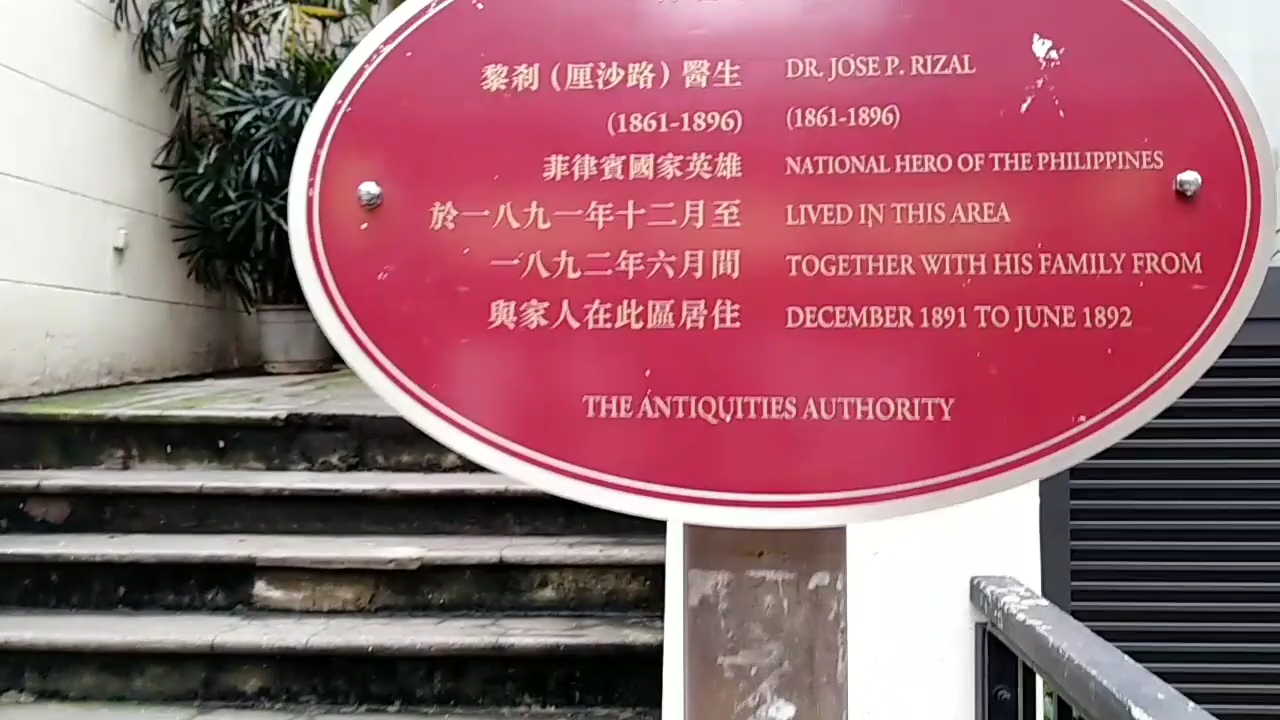 黎刹（厘沙路）醫生
(1861-1896)
菲律賓國家英雄
於一八九一年十二月至
一八九二年六月間
與家人在此區居住
DR. JOSE P. RIZAL
(1861-1896)
NATIONAL HERO OF THE PHILIPPINES
LIVED IN THIS AREA
TOGETHER WITH HIS FAMILY FROM
DECEMBER 1891 TO JUNE 1892
THE ANTIQUITIES AUTHORITY